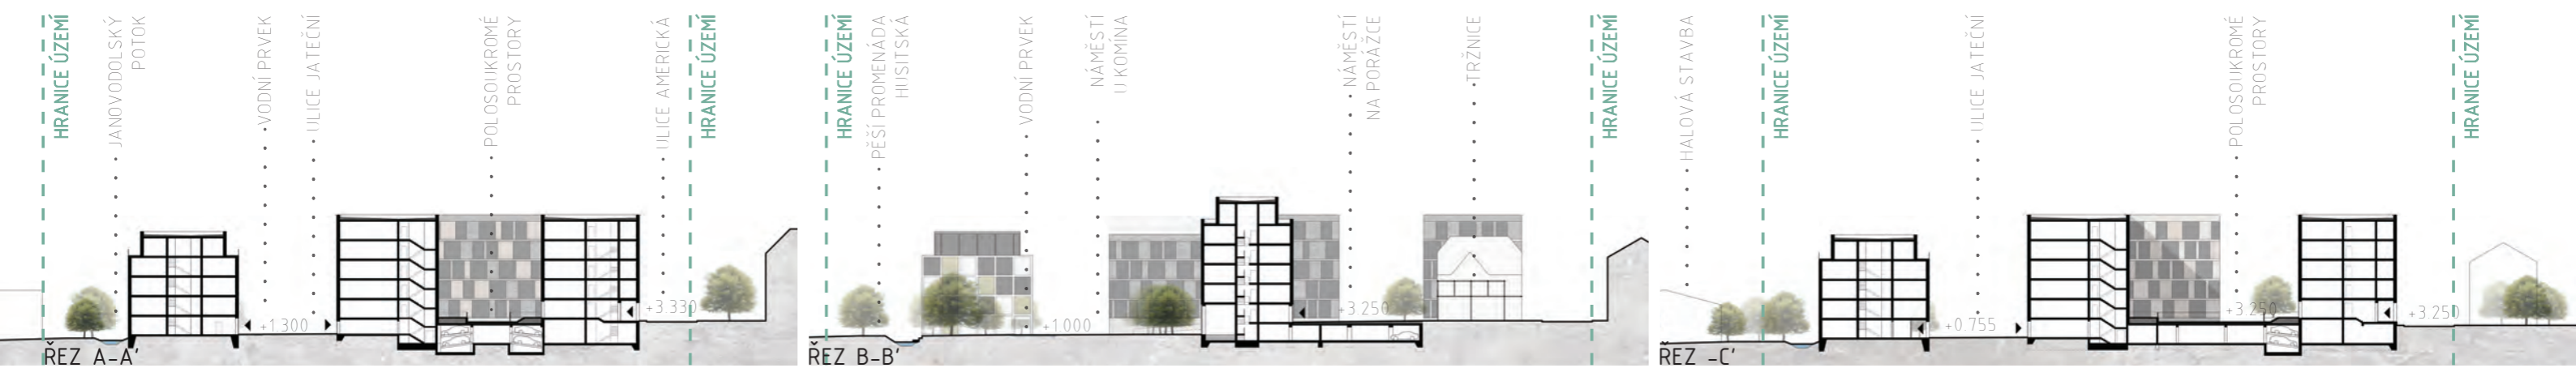 HRANICE ÚZEMÍ
JANOVODOLSKÝ
POTOK
VODNÍ PRVEK
ULICE JATEČNÍ
POLOSOUKROMÉ
PROSTORY
ULICE AMERICKÁ
HRANICE ÚZEMÍ
+1.300
+3.330
ŘEZ A-A'
HRANICE ÚZEMÍ
PĚŠÍ PROMENÁDA
HUSITSKÁ
VODNÍ PRVEK
NÁMĚSTÍ
U KOMÍNA
NÁMĚSTÍ
NA PORÁŽCE
TRŽNICE
HRANICE ÚZEMÍ
+1.000
+3.250
ŘEZ B-B'
HALOVÁ STAVBA
HRANICE ÚZEMÍ
ULICE JATEČNÍ
POLOSOUKROMÉ
PROSTORY
HRANICE ÚZEMÍ
+0.755
+3.250
+3.250
ŘEZ -C'